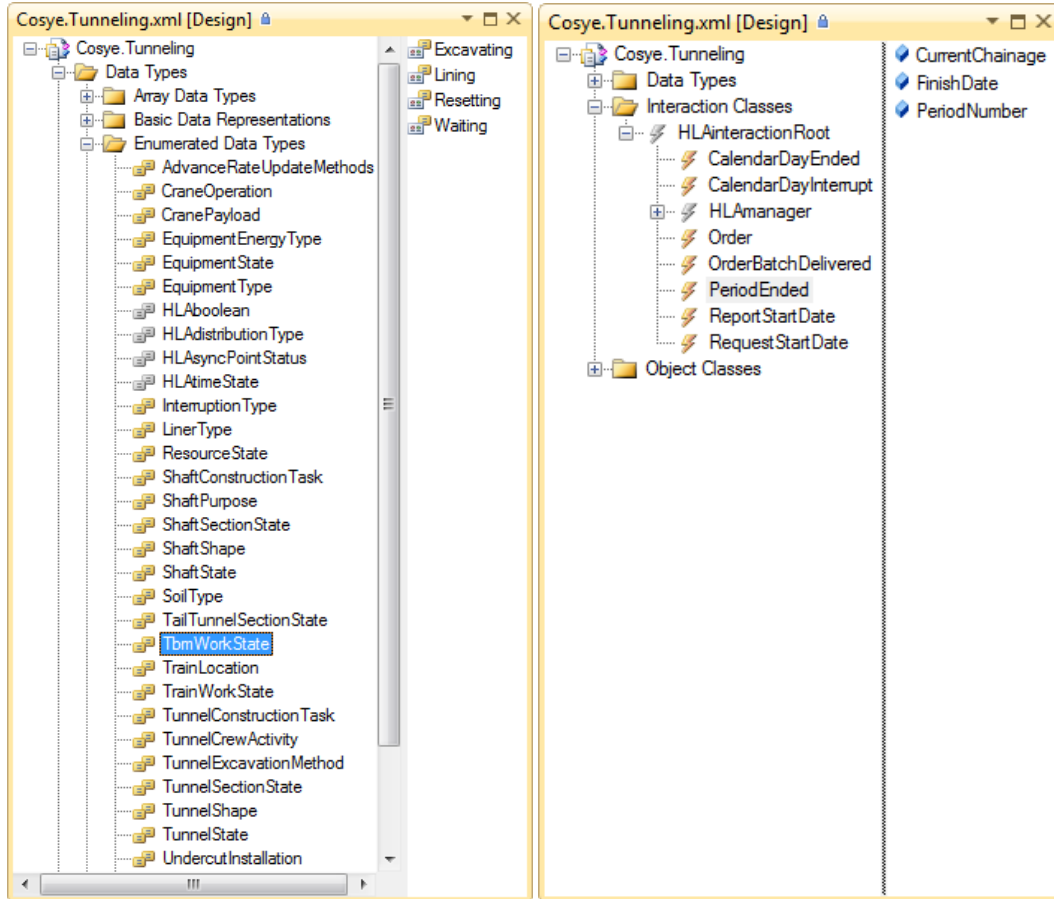 Cosye.Tunneling.xml [Design]
Cosye.Tunneling
Data Types
Array Data Types
Basic Data Representations
Enumerated Data Types
AdvanceRateUpdateMethods
CraneOperation
CranePayload
EquipmentEnergyType
EquipmentState
EquipmentType
HLAboolean
HLAdistributionType
HLAsyncPointStatus
HLAtimeState
InterruptionType
LinerType
ResourceState
ShaftConstructionTask
ShaftPurpose
ShaftSectionState
ShaftShape
ShaftState
SoilType
TailTunnelSectionState
TbmWorkState
TrainLocation
TrainWorkState
TunnelConstructionTask
TunnelCrewActivity
TunnelExcavationMethod
TunnelSectionState
TunnelShape
TunnelState
UndercutInstallation
Excavating
Lining
Resetting
Waiting
Cosye.Tunneling.xml [Design]
Cosye.Tunneling
Data Types
Interaction Classes
HLAinteractionRoot
CalendarDayEnded
CalendarDayInterrupt
HLAmanager
Order
OrderBatchDelivered
PeriodEnded
ReportStartDate
RequestStartDate
Object Classes
CurrentChainage
FinishDate
PeriodNumber